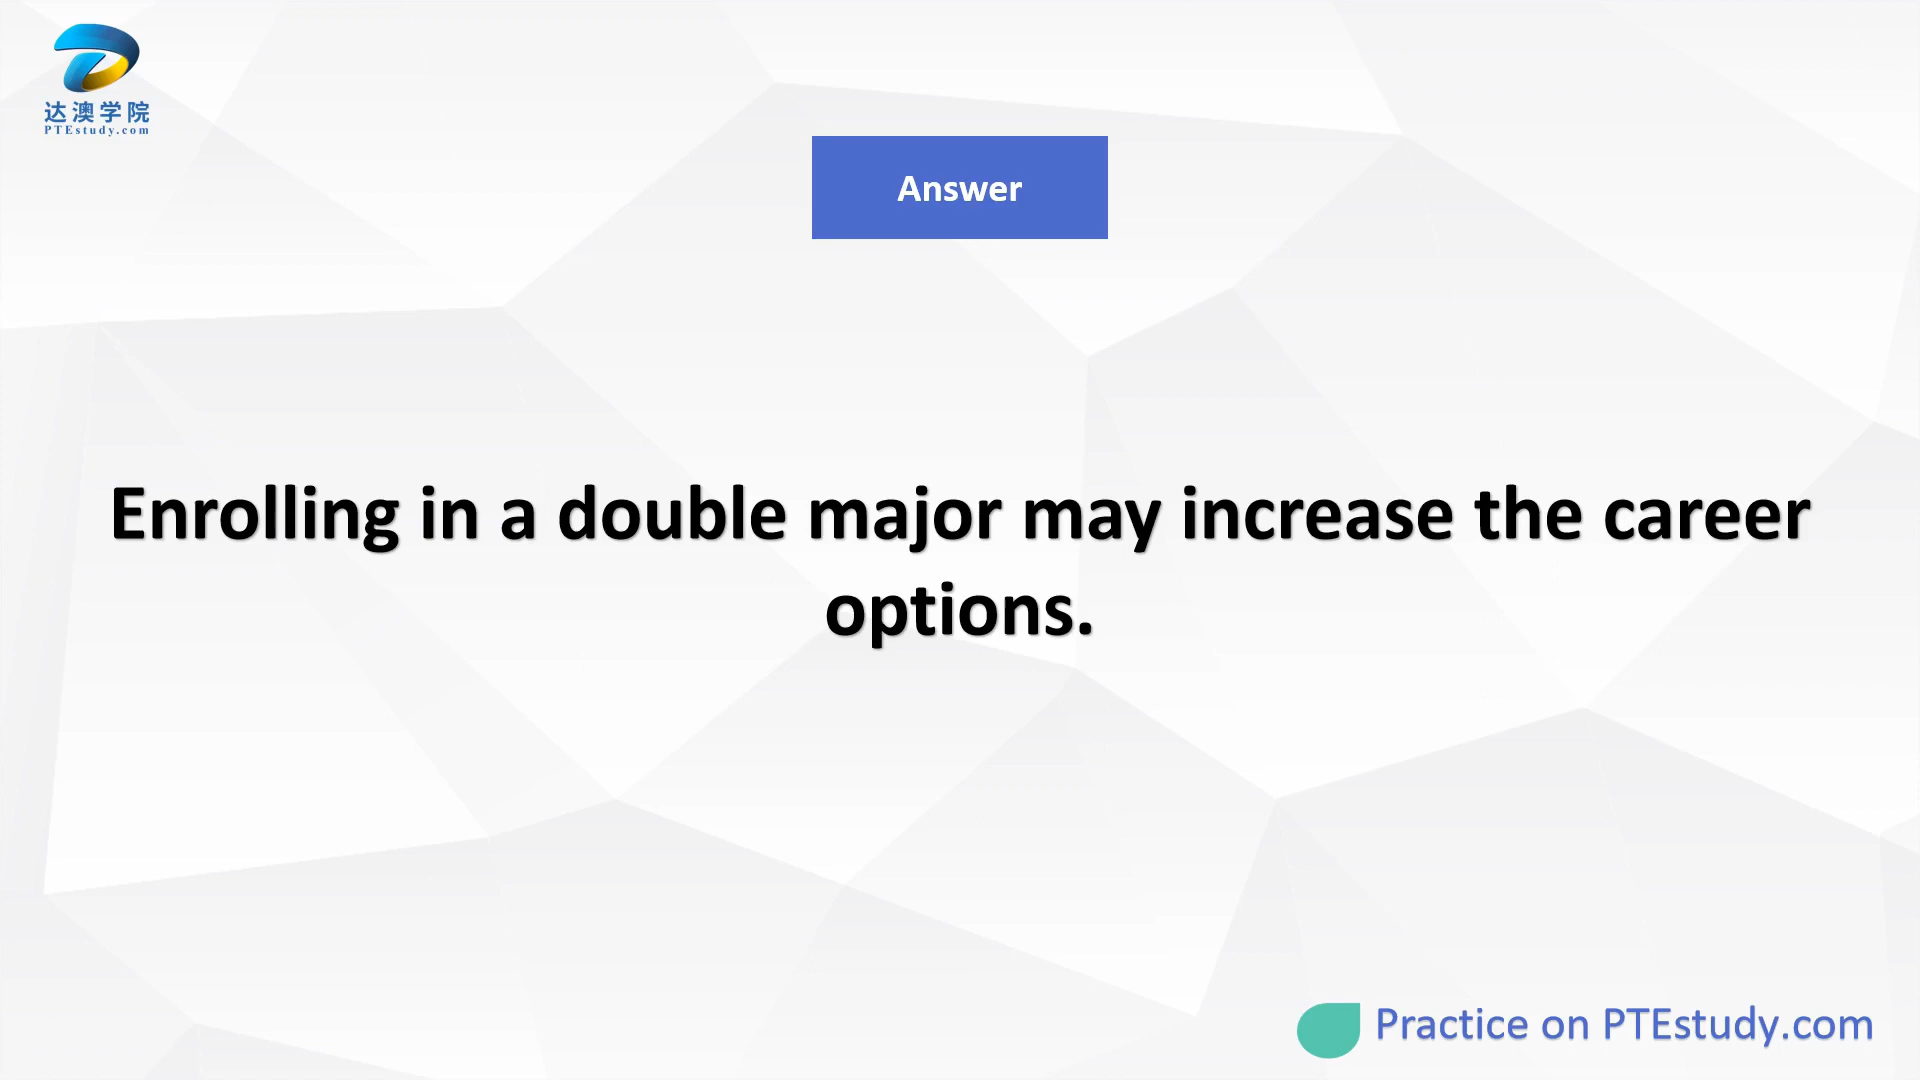 达澳学院
PTEstudy.com
Answer
Enrolling in a double major may increase the career
options.
Practice on PTEstudy.com